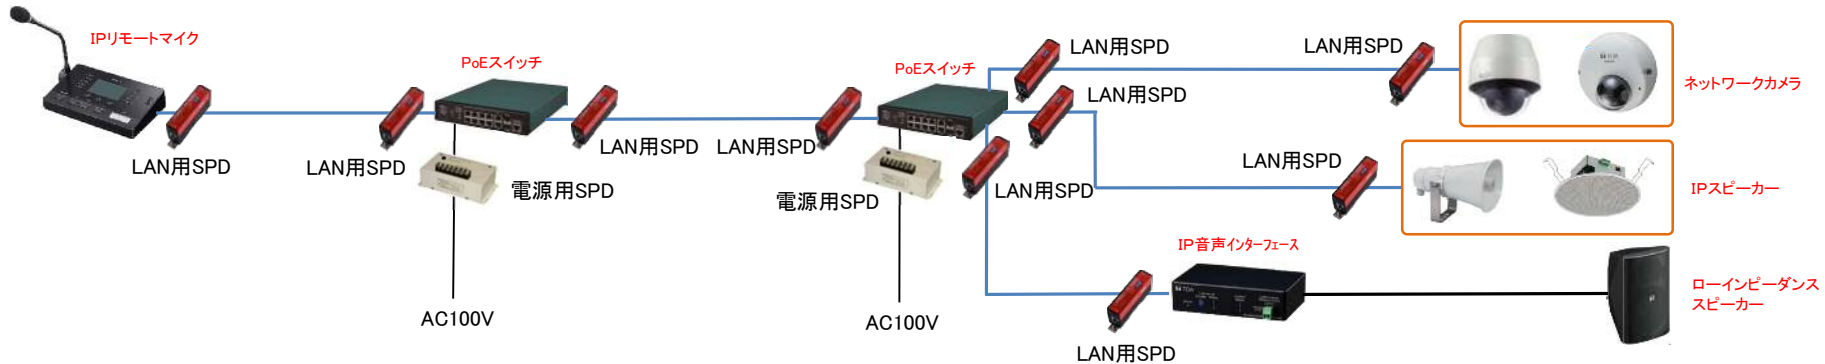 IPリモートマイク
LAN用SPD
LAN用SPD
PoEスイッチ
電源用SPD
AC100V
LAN用SPD
LAN用SPD
PoEスイッチ
電源用SPD
AC100V
LAN用SPD
LAN用SPD
LAN用SPD
LAN用SPD
ネットワークカメラ
LAN用SPD
IPスピーカー
IP音声インターフェース
LAN用SPD
TOA
ローインピーダンス
スピーカー